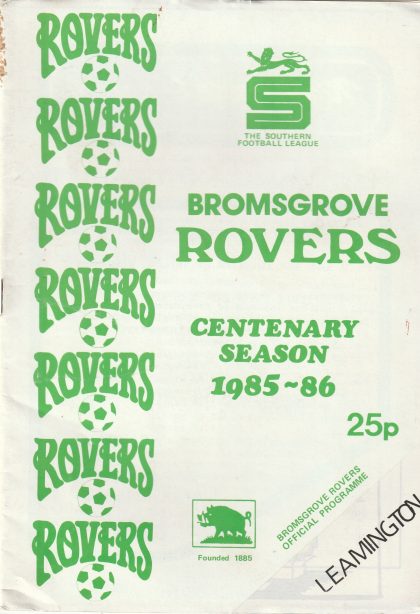 ROVERS
ROVERS
ROVERS
ROVERS
ROVERS
ROVERS
ROVERS
S
THE SOUTHERN
FOOTBALL LEAGUE
BROMSGROVE
ROVERS
CENTENARY
SEASON
1985~86
25p
Founded 1885
BROMSGROVE ROVERS
OFFICIAL PROGRAMME
LEAMINGTON